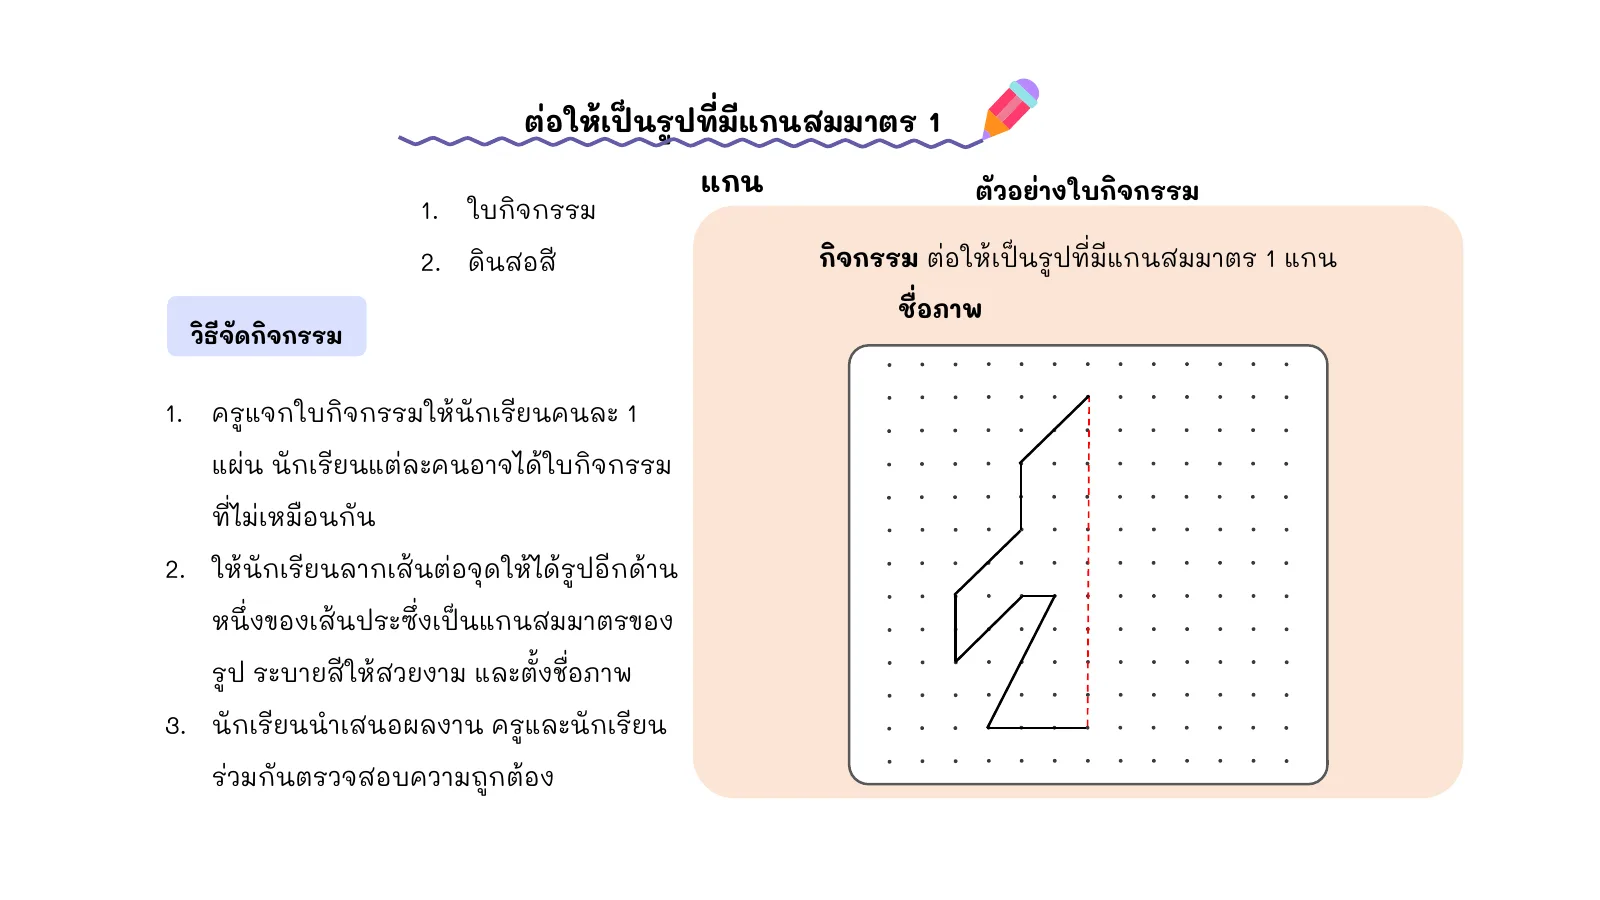 ต่อให้เป็นรูปที่มีแกนสมมาตร 1
แกน
1. ใบกิจกรรม
2. ดินสอสี
วิธีจัดกิจกรรม
1. ครูแจกใบกิจกรรมให้นักเรียนคนละ 1
แผ่น นักเรียนแต่ละคนอาจได้ใบกิจกรรม
ที่ไม่เหมือนกัน
2. ให้นักเรียนลากเส้นต่อจุดให้ได้รูปอีกด้าน
หนึ่งของเส้นประซึ่งเป็นแกนสมมาตรของ
รูป ระบายสีให้สวยงาม และตั้งชื่อภาพ
3. นักเรียนนำเสนอผลงาน ครูและนักเรียน
ร่วมกันตรวจสอบความถูกต้อง
ตัวอย่างใบกิจกรรม
กิจกรรม ต่อให้เป็นรูปที่มีแกนสมมาตร 1 แกน
ชื่อภาพ